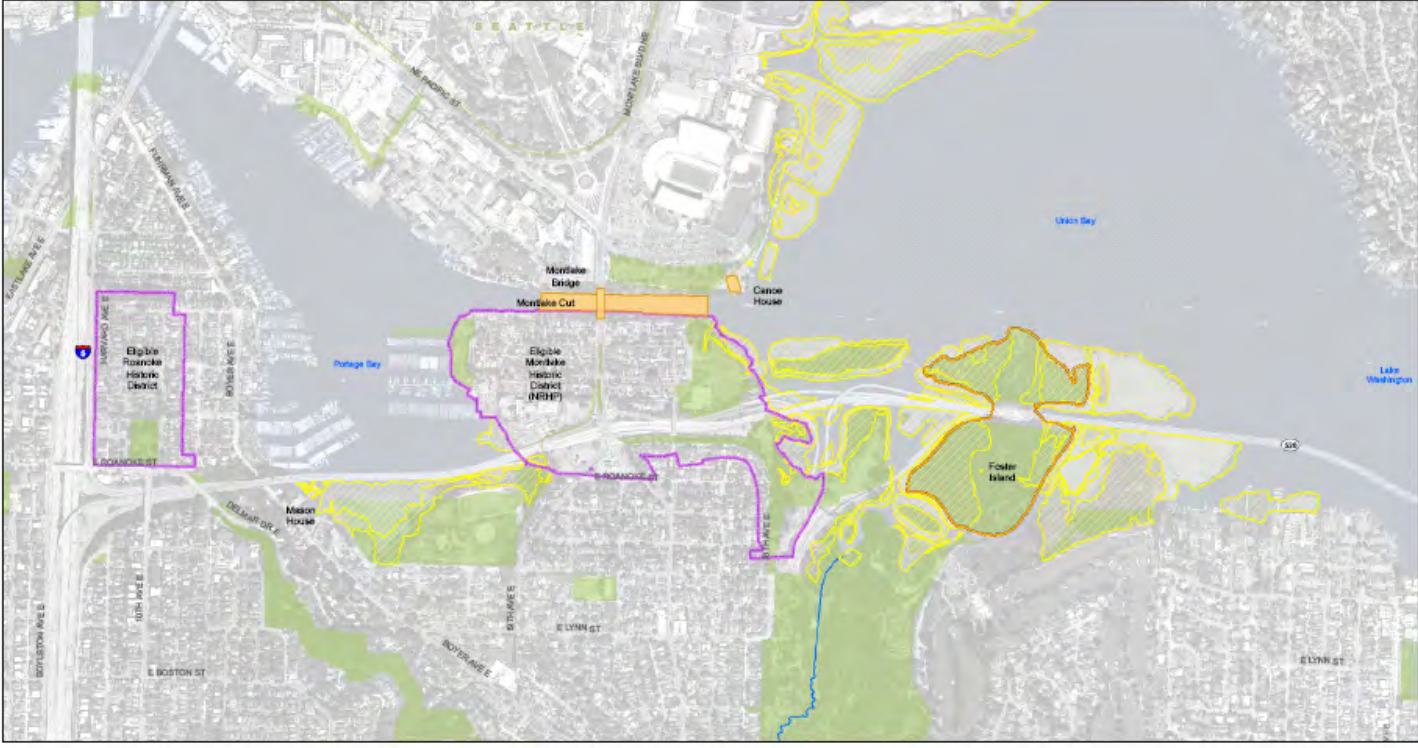 SEATTLE
NE PACIFIC ST
MONTLAKE BLVD NE
FUHRMAN AVE E
EASTLAKE AVE E
Union Bay
Montlake
Bridge
Montlake Cut
Canoe
House
HARVARD AVE E
5
Eligible
Roanoke
Historic
District
BOYER AVE E
Portage Bay
Eligible
Montlake
Historic
District
(NRHP)
Lake
Washington
520
E ROANOKE ST
E ROANOKE ST
Foster
Island
Mason
House
DELMAR DR E
10TH AVE E
19TH AVE E
E LYNN ST
BOYER AVE E
E BOSTON ST
BOYLSTON AVE E
E LYNN ST